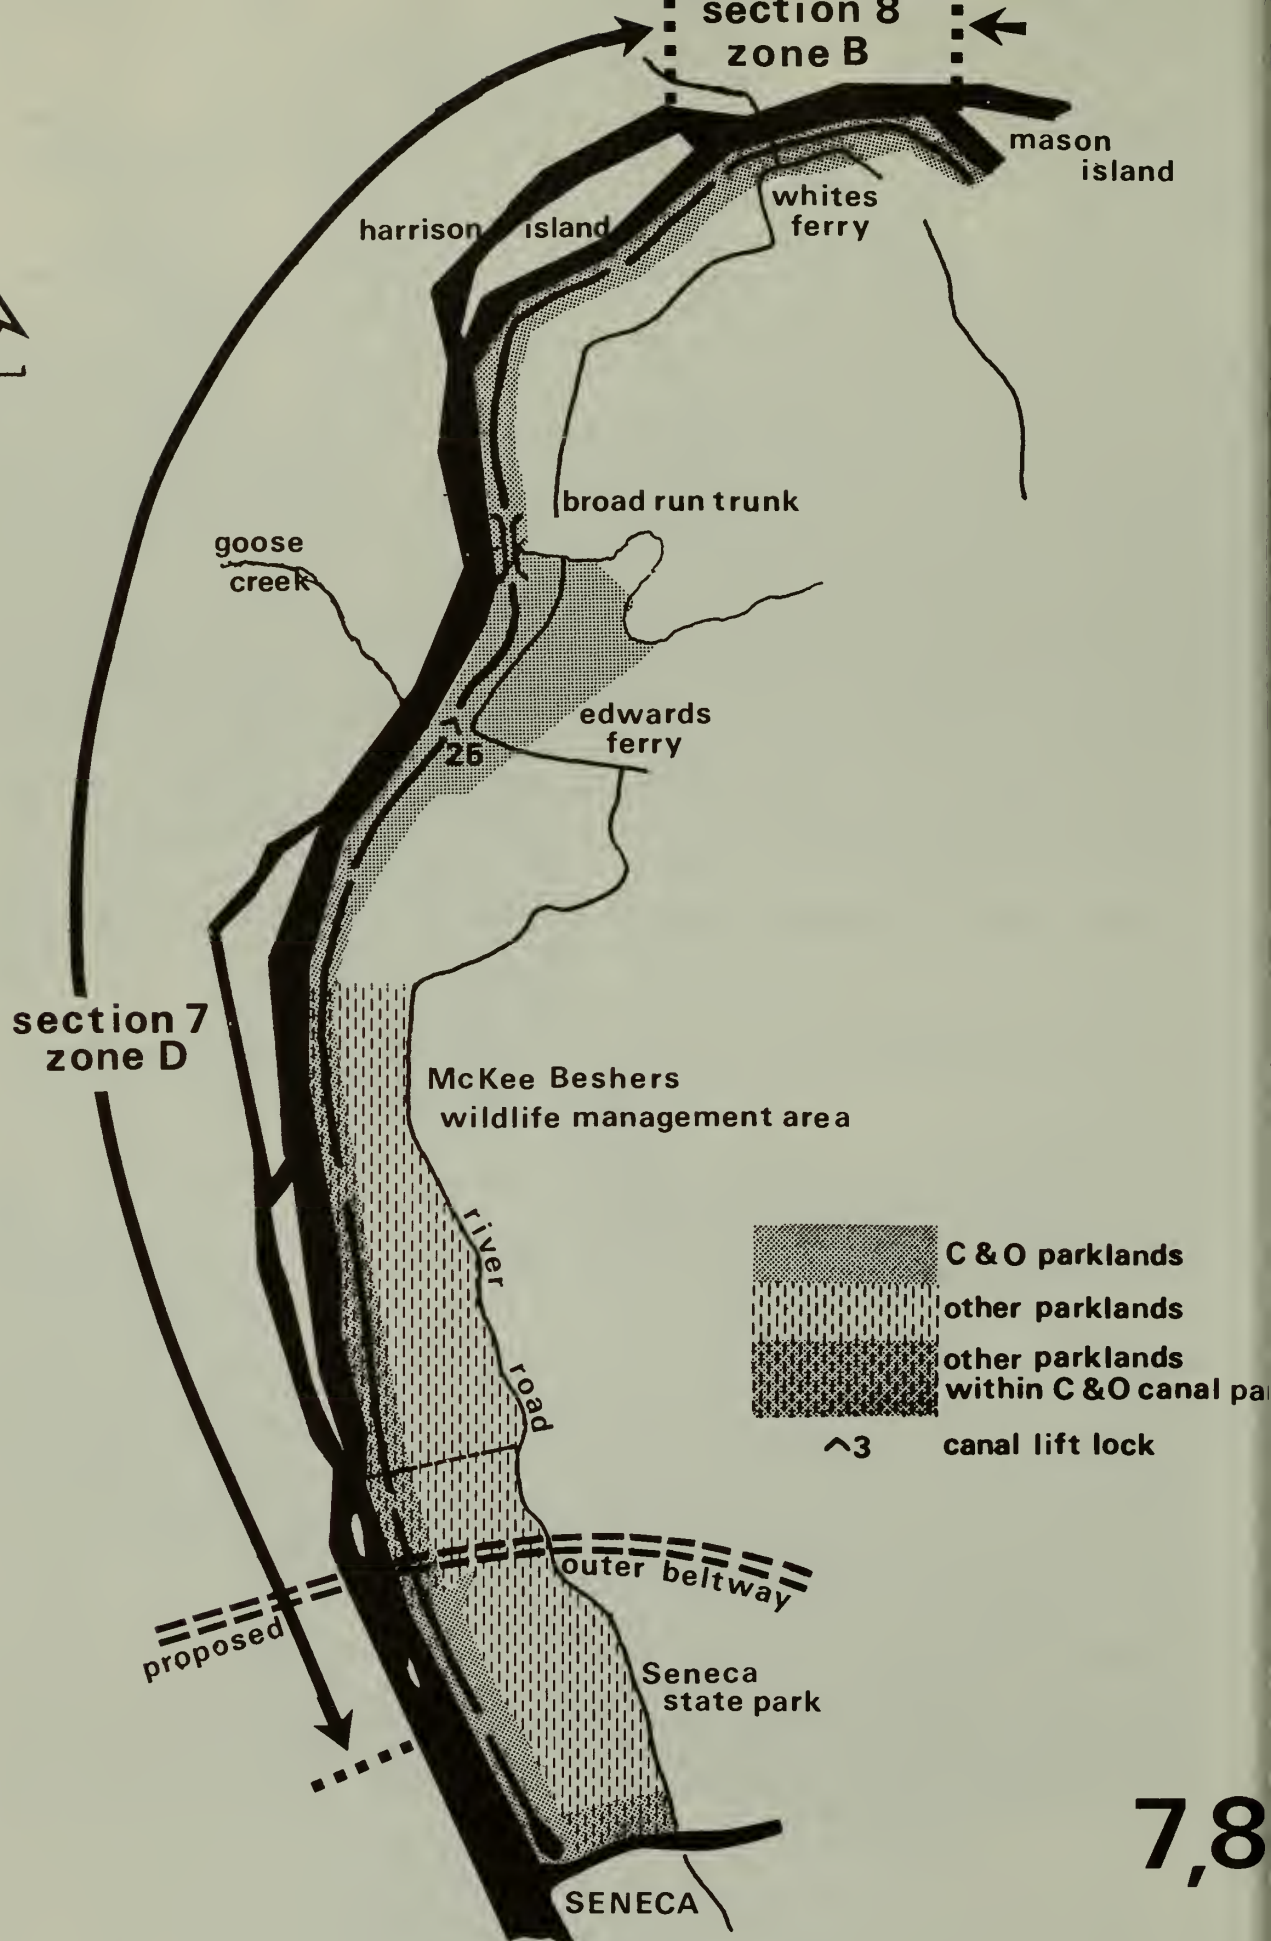 section 8
zone B
mason
island
whites
ferry
harrison island
broad run trunk
goose
creek
edwards
ferry
26
section 7
zone D
McKee Beshers
wildlife management area
river
road
C & O parklands
other parklands
other parklands
within C & O canal
^3 canal lift lock
outer beltway
proposed
Seneca
state park
7,8
SENECA